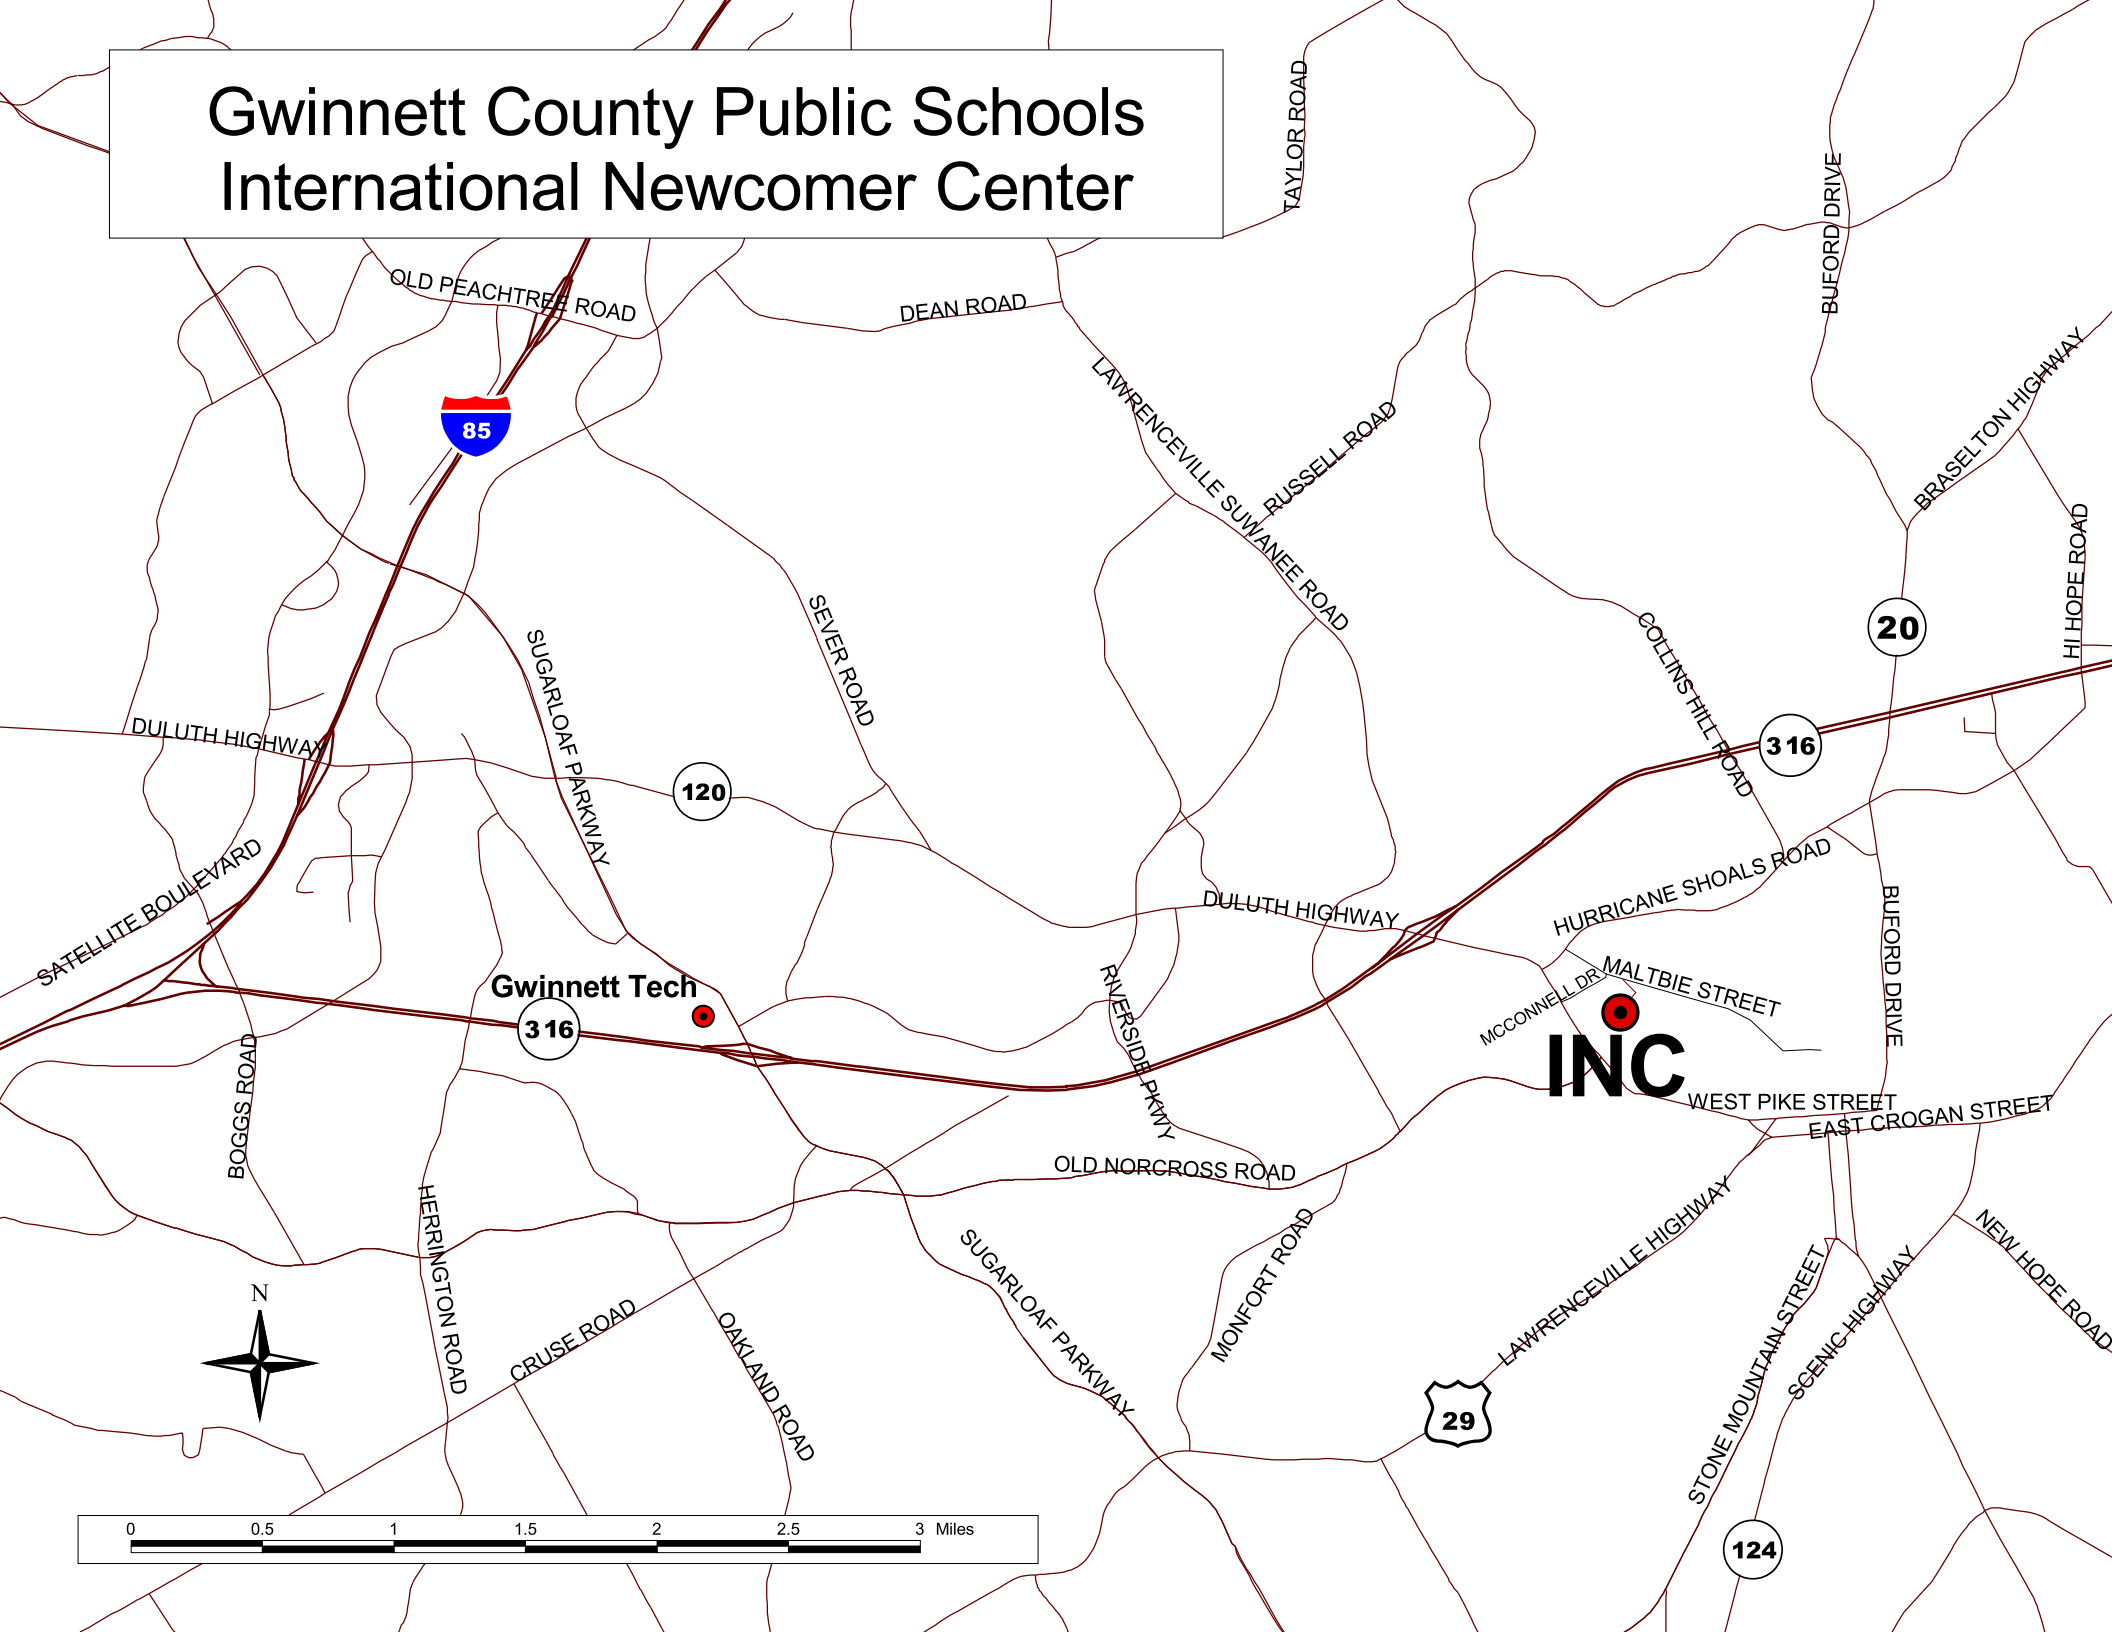 Gwinnett County Public Schools
International Newcomer Center
TAYLOR ROAD
BUFORD DRIVE
OLD PEACHTREE ROAD
DEAN ROAD
LAWRENCEVILLE SUWANEE ROAD
RUSSELL ROAD
BRASELTON HIGHWAY
85
HI HOPE ROAD
20
COLLINS HILL ROAD
SEVER ROAD
SUGARLOAF PARKWAY
DULUTH HIGHWAY
316
120
SATELLITE BOULEVARD
HURRICANE SHOALS ROAD
DULUTH HIGHWAY
BUFORD DRIVE
MALTBIE STREET
MCCONNELL DR
Gwinnett Tech
316
RIVERSIDE PKWY
INC
BOGGS ROAD
WEST PIKE STREET
EAST CROGAN STREET
OLD NORCROSS ROAD
HERRINGTON ROAD
LAWRENCEVILLE HIGHWAY
MONFORT ROAD
NEW HOPE ROAD
SUGARLOAF PARKWAY
STONE MOUNTAIN STREET
SCENIC HIGHWAY
N
CRUSE ROAD
OAKLAND ROAD
29
124
0 0.5 1 1.5 2 2.5 3 Miles